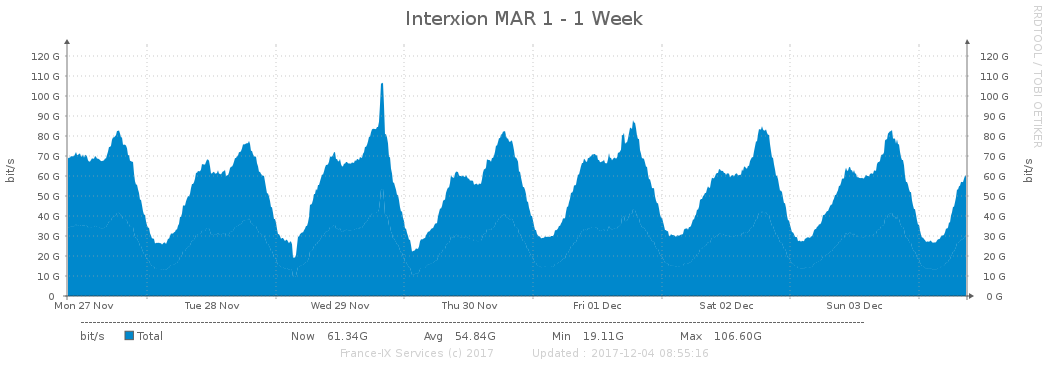 Interxion MAR 1 - 1 Week
RRDTOOL / TOBI OETIKER
bit/s
120 G 120 G
110 G 110 G
100 G 100 G
90 G 90 G
80 G 80 G
70 G 70 G
60 G 60 G
50 G 50 G
40 G 40 G
30 G 30 G
20 G 20 G
10 G 10 G
0 0 G
bit/s
Mon 27 Nov Tue 28 Nov Wed 29 Nov Thu 30 Nov Fri 01 Dec Sat 02 Dec Sun 03 Dec
bit/s Total Now 61.34G Avg 54.84G Min 19.11G Max 106.60G
France-IX Services (c) 2017 Updated : 2017-12-04 08:55:16